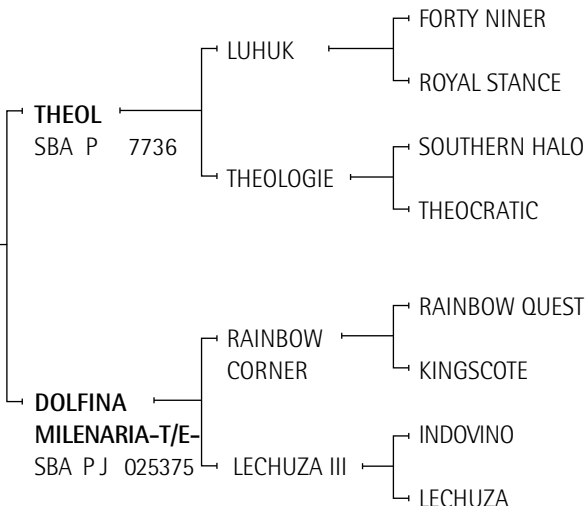 FORTY NINER
LUHUK
ROYAL STANCE
THEOL
SBA P 7736
SOUTHERN HALO
THEOLOGIE
THEOCRATIC
RAINBOW QUEST
RAINBOW
CORNER
KINGSCOTE
DOLFINA
MILENARIA-T/E-
SBA PJ 025375
INDOVINO
LECHUZA III
LECHUZA